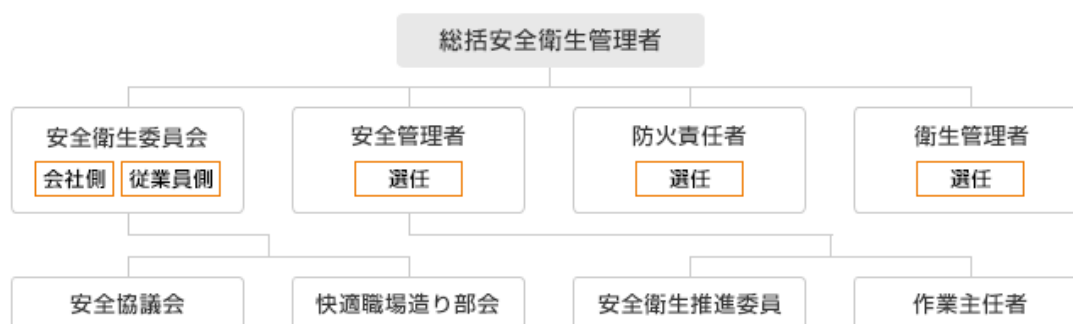 総括安全衛生管理者
安全衛生委員会
会社側 従業員側
安全管理者
選任
防火責任者
選任
衛生管理者
選任
安全協議会
快適職場造り部会
安全衛生推進委員
作業主任者